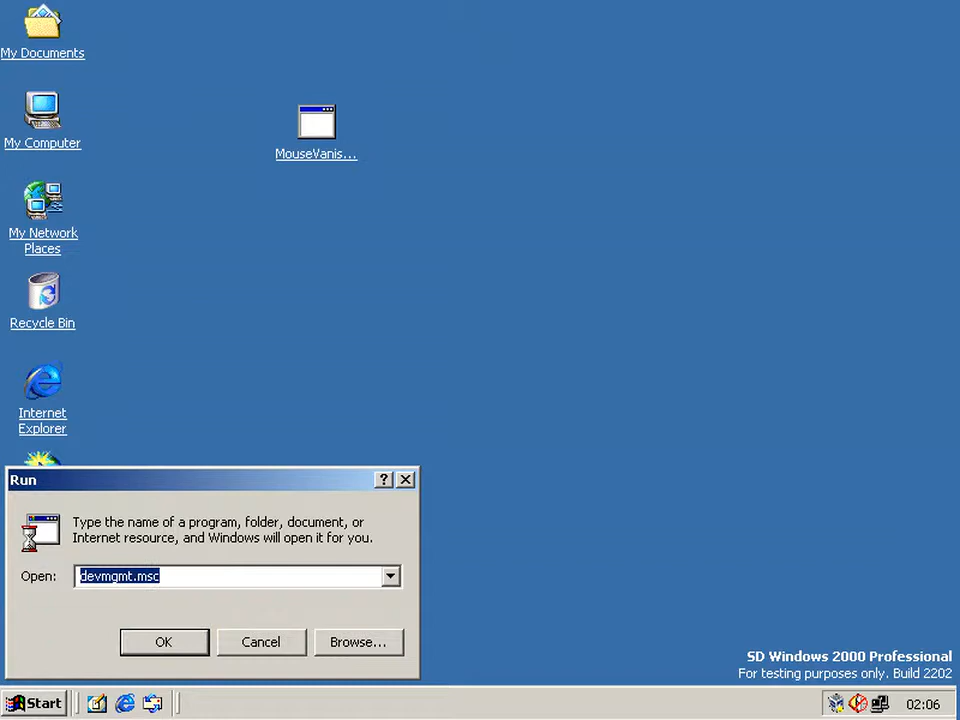 My Documents
My Computer
MouseVanis...
My Network
Places
Recycle Bin
Internet
Explorer
Run
Type the name of a program, folder, document, or
Internet resource, and Windows will open it for you.
Open:
devmgmt.msc
OK
Cancel
Browse...
SD Windows 2000 Professional
For testing purposes only. Build 2202
Start
02:06